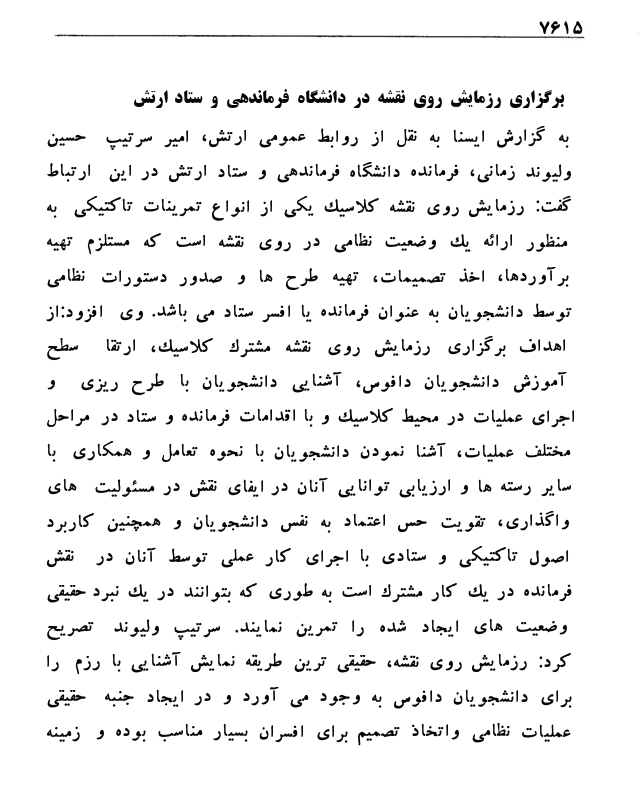 ۷۶۱۵
برگزاری رزمایش روی نقشه در دانشگاه فرماندهی و ستاد ارتش
به گزارش ایسنا به نقل از روابط عمومی ارتش، امیر سرتیپ حسین
ولیوند زمانی، فرمانده دانشگاه فرماندهی و ستاد ارتش در این ارتباط
گفت: رزمایش روی نقشه کلاسیک یکی از انواع تمرینات تاکتیکی به
منظور ارائه یک وضعیت نظامی در روی نقشه است که مستلزم تهیه
برآوردها، اخذ تصمیمات، تهیه طرح ها و صدور دستورات نظامی
توسط دانشجویان به عنوان فرمانده یا افسر ستاد می باشد. وی افزود:از
اهداف برگزاری رزمایش روی نقشه مشترک کلاسیک، ارتقا سطح
آموزش دانشجویان دافوس، آشنایی دانشجویان با طرح ریزی و
اجرای عملیات در محیط کلاسیک و با اقدامات فرمانده و ستاد در مراحل
مختلف عملیات، آشنا نمودن دانشجویان با نحوه تعامل و همکاری با
سایر رسته ها و ارزیابی توانایی آنان در ایفای نقش در مسئولیت های
واگذاری، تقویت حس اعتماد به نفس دانشجویان و همچنین کاربرد
اصول تاکتیکی و ستادی با اجرای کار عملی توسط آنان در نقش
فرمانده در یک کار مشترک است به طوری که بتوانند در یک نبرد حقیقی
وضعیت های ایجاد شده را تمرین نمایند. سرتیپ ولیوند تصریح
کرد: رزمایش روی نقشه، حقیقی ترین طریقه نمایش آشنایی با رزم را
برای دانشجویان دافوس به وجود می آورد و در ایجاد جنبه حقیقی
عملیات نظامی واتخاذ تصمیم برای افسران بسیار مناسب بوده و زمینه